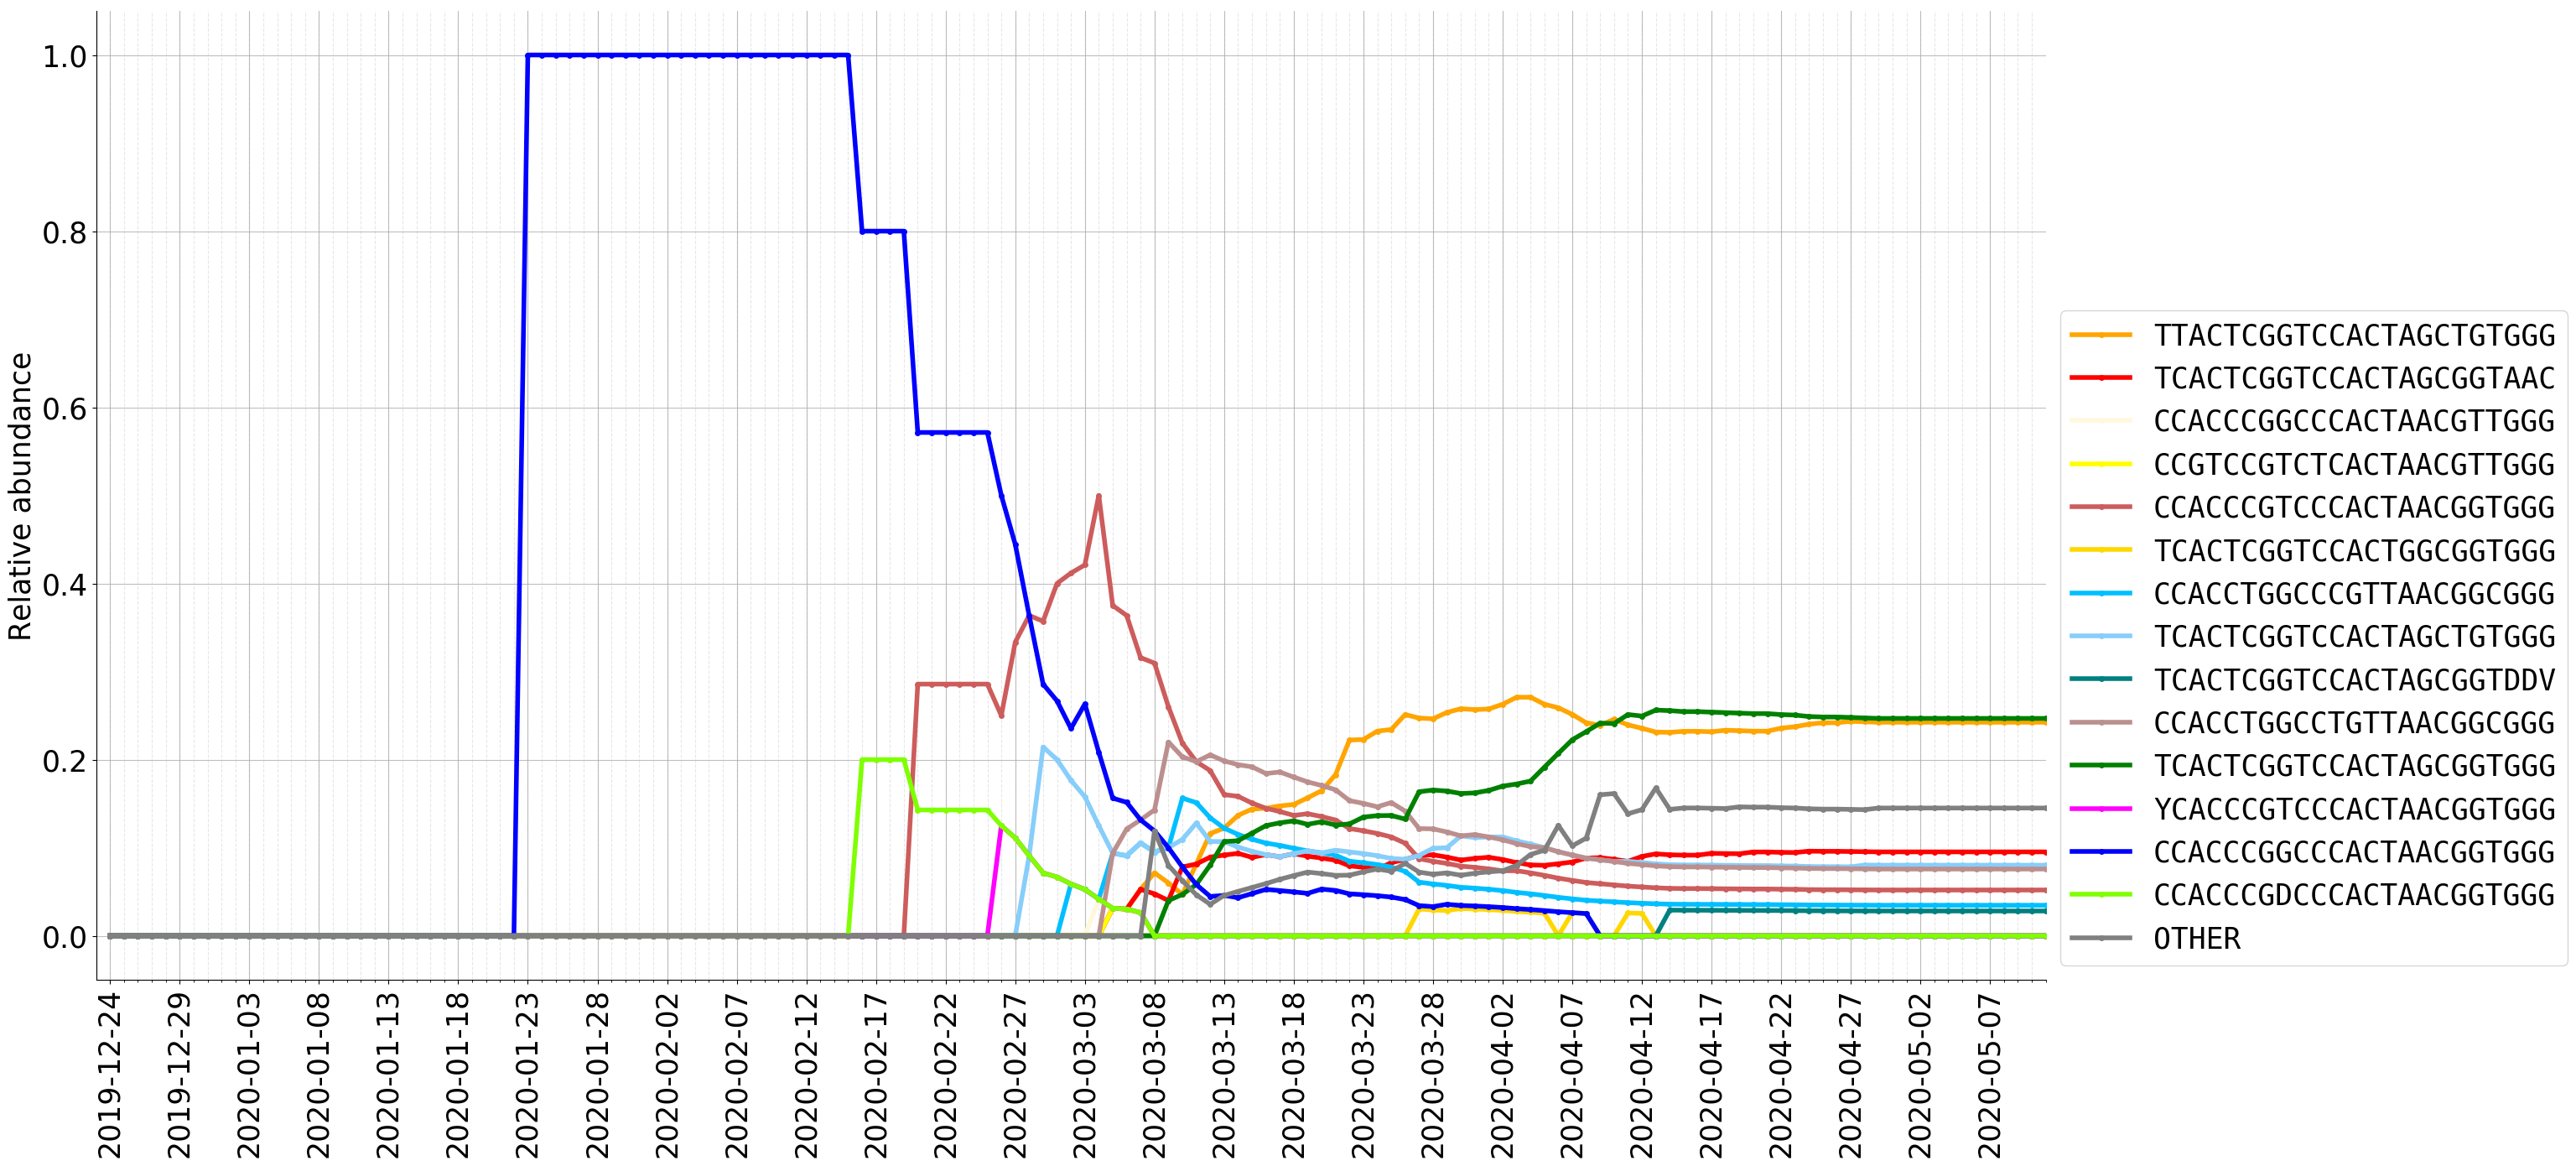 Relative abundance
1.0
0.8
0.6
0.4
0.2
0.0
2019-12-24
2019-12-29
2020-01-03
2020-01-08
2020-01-13
2020-01-18
2020-01-23
2020-01-28
2020-02-02
2020-02-07
2020-02-12
2020-02-17
2020-02-22
2020-02-27
2020-03-03
2020-03-08
2020-03-13
2020-03-18
2020-03-23
2020-03-28
2020-04-02
2020-04-07
2020-04-12
2020-04-17
2020-04-22
2020-04-27
2020-05-02
2020-05-07
TTACTCGGTCCACTAGCTGTGGG
TCACTCGGTCCACTAGCGGTAAC
CCACCCGGCCCACTAACGTTGGG
CCGTCCGTCTCACTAACGTTGGG
CCACCCGTCCCACTAACGGTGGG
TCACTCGGTCCACTGGCGGTGGG
CCACCTGGCCCGTTAACGGCGGG
TCACTCGGTCCACTAGCTGTGGG
TCACTCGGTCCACTAGCGGTDDV
CCACCTGGCCTGTTAACGGCGGG
TCACTCGGTCCACTAGCGGTGGG
YCACCCGTCCCACTAACGGTGGG
CCACCCGGCCCACTAACGGTGGG
CCACCCGDCCCACTAACGGTGGG
OTHER